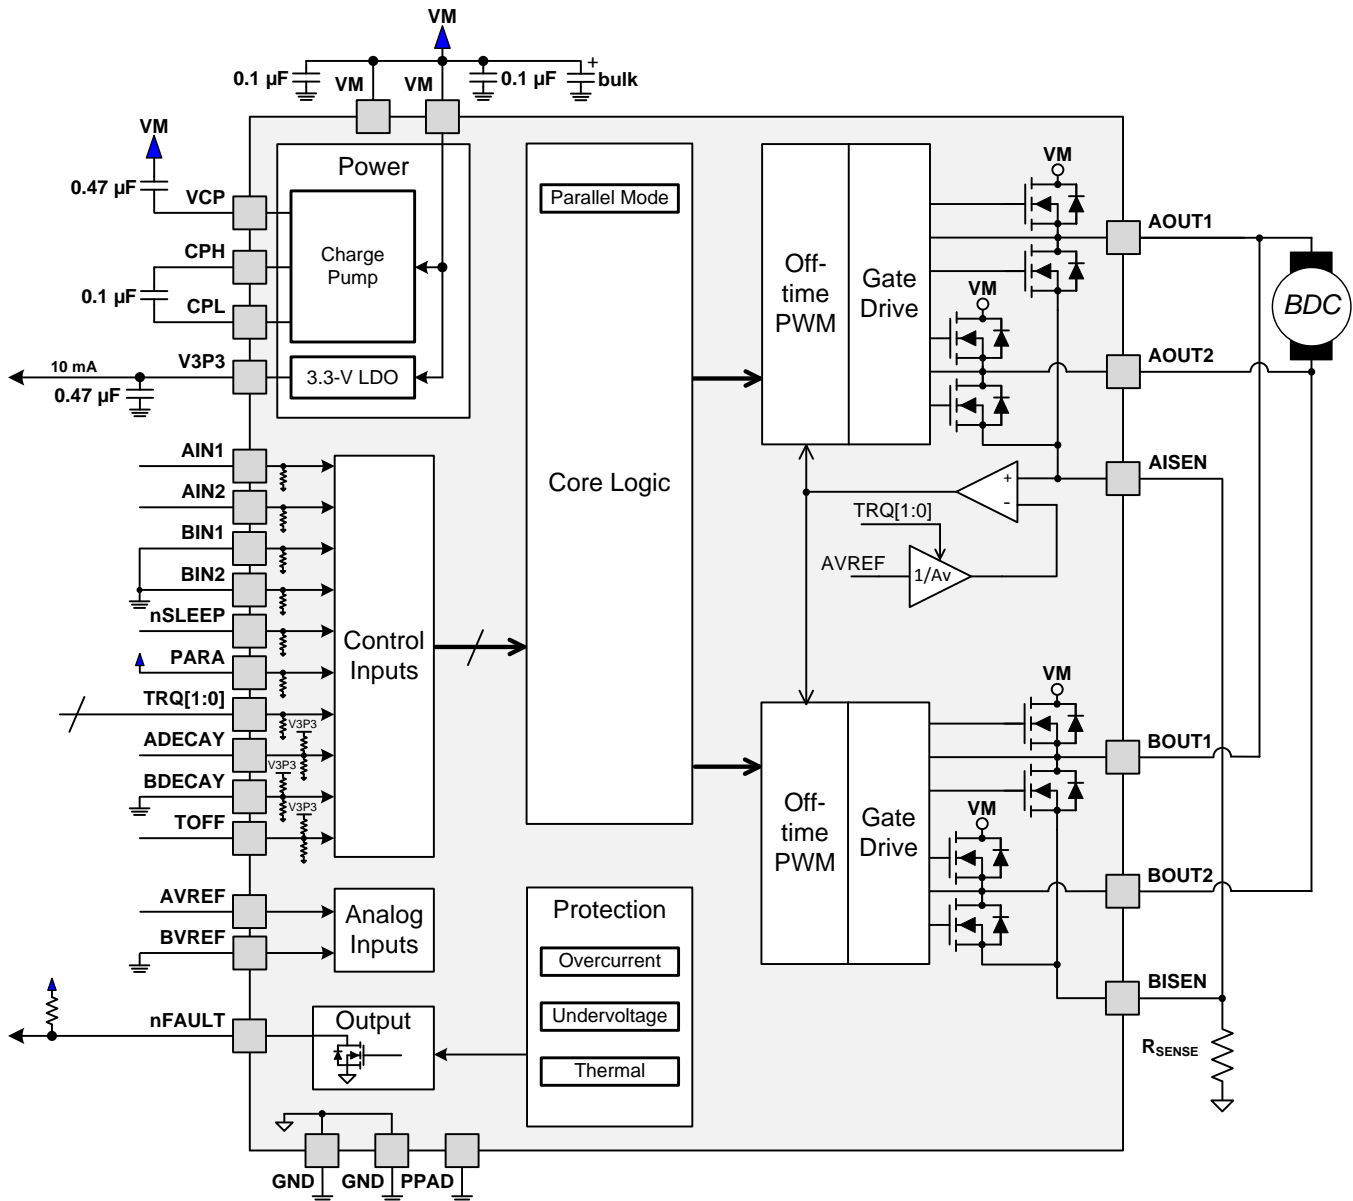 VM
0.1 µF
VM
VM
0.1 µF
+
bulk
VM
0.47 µF
VCP
CPH
0.1 µF
CPL
10 mA
V3P3
0.47 µF
Power
Charge
Pump
3.3-V LDO
AIN1
AIN2
BIN1
BIN2
nSLEEP
PARA
TRQ[1:0]
ADECAY
BDECAY
TOFF
V3P3
V3P3
V3P3
Control
Inputs
AVREF
BVREF
Analog
Inputs
nFAULT
Output
GND
GND
PPAD
Parallel Mode
Core Logic
Protection
Overcurrent
Undervoltage
Thermal
Off-
time
PWM
Gate
Drive
VM
VM
AOUT1
BDC
AOUT2
AISEN
+
-
TRQ[1:0]
AVREF
1/Av
Off-
time
PWM
Gate
Drive
VM
VM
BOUT1
BOUT2
BISEN
RSENSE